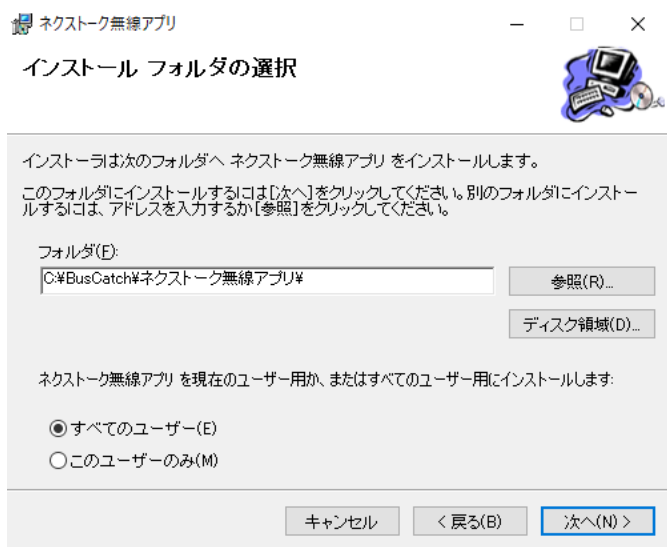 ネクストーク無線アプリ
インストール フォルダの選択
インストーラは次のフォルダへ ネクストーク無線アプリ をインストールします。
このフォルダにインストールするには[次へ]をクリックしてください。別のフォルダにインストー
ルするには、アドレスを入力するか[参照]をクリックしてください。
フォルダ(F):
C:¥BusCatch¥ネクストーク無線アプリ¥
参照(R)...
ディスク領域(D)...
ネクストーク無線アプリ を現在のユーザー用か、またはすべてのユーザー用にインストールします:
すべてのユーザー(E)
このユーザーのみ(M)
キャンセル
< 戻る(B)
次へ(N) >